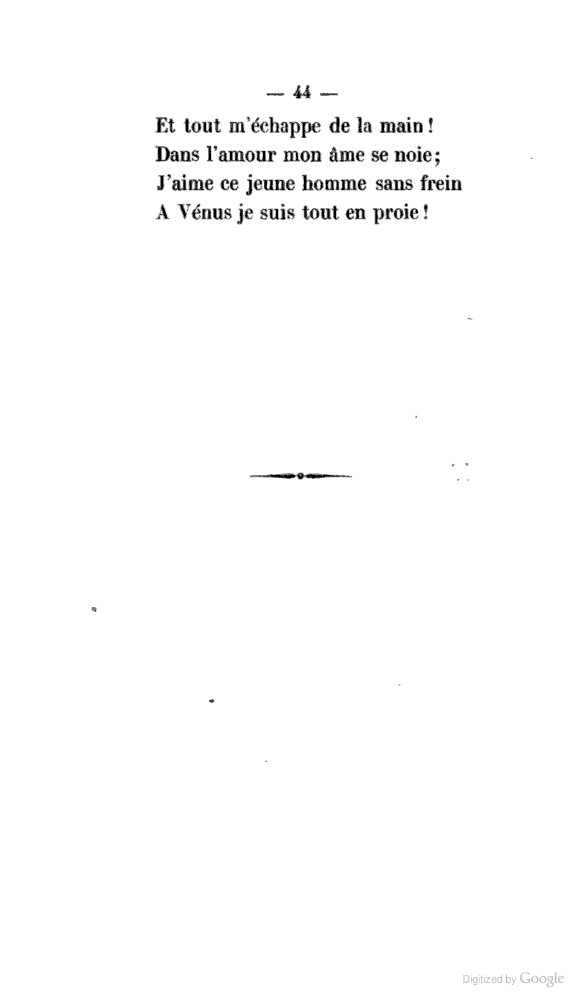 — 44 —
Et tout m'échappe de la main !
Dans l'amour mon âme se noie;
J'aime ce jeune homme sans frein
A Vénus je suis tout en proie !
Digitized by Google